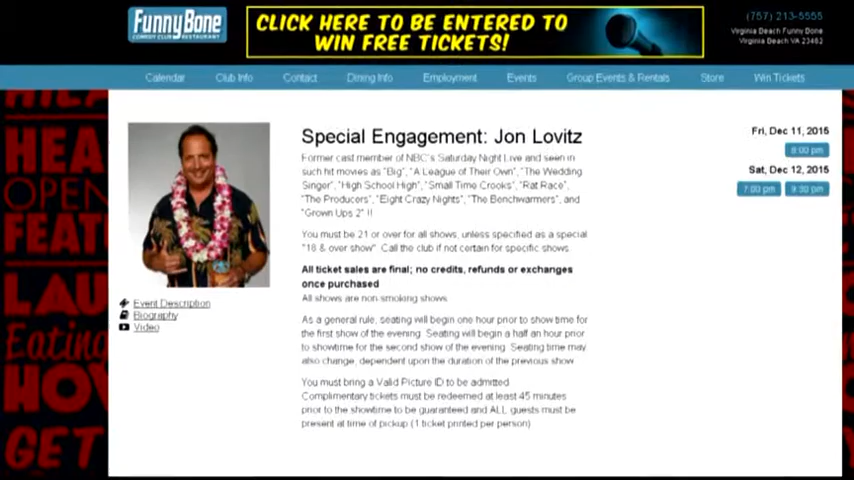 FunnyBone
COMEDY CLUB RESTAURANT
CLICK HERE TO BE ENTERED TO
WIN FREE TICKETS!
(757) 213-5555
Virginia Beach Funny Bone
Virginia Beach VA 23462
Calendar Club Info Contact Dining Info Employment Events Group Events & Rentals Store Win Tickets
Special Engagement: Jon Lovitz
Former cast member of NBC's Saturday Night Live and seen in
such hit movies as "Big", "A League of Their Own", "The Wedding
Singer", "High School High", "Small Time Crooks", "Rat Race",
"The Producers", "Eight Crazy Nights", "The Benchwarmers", and
"Grown Ups 2" !!
You must be 21 or over for all shows, unless specified as a special
"18 & over show". Call the club if not certain for specific shows.
All ticket sales are final; no credits, refunds or exchanges
once purchased
All shows are non-smoking shows.
As a general rule, seating will begin one hour prior to show time for
the first show of the evening. Seating will begin a half an hour prior
to showtime for the second show of the evening. Seating time may
also change, dependent upon the duration of the previous show.
You must bring a Valid Picture ID to be admitted
Complimentary tickets must be redeemed at least 45 minutes
prior to the showtime to be guaranteed and ALL guests must be
present at time of pickup (1 ticket printed per person)
Fri, Dec 11, 2015
8:00 pm
Sat, Dec 12, 2015
7:00 pm 9:30 pm
Event Description
Biography
Video
HEA
OPEN
FEAT
LAU
Eating
HOW
GET